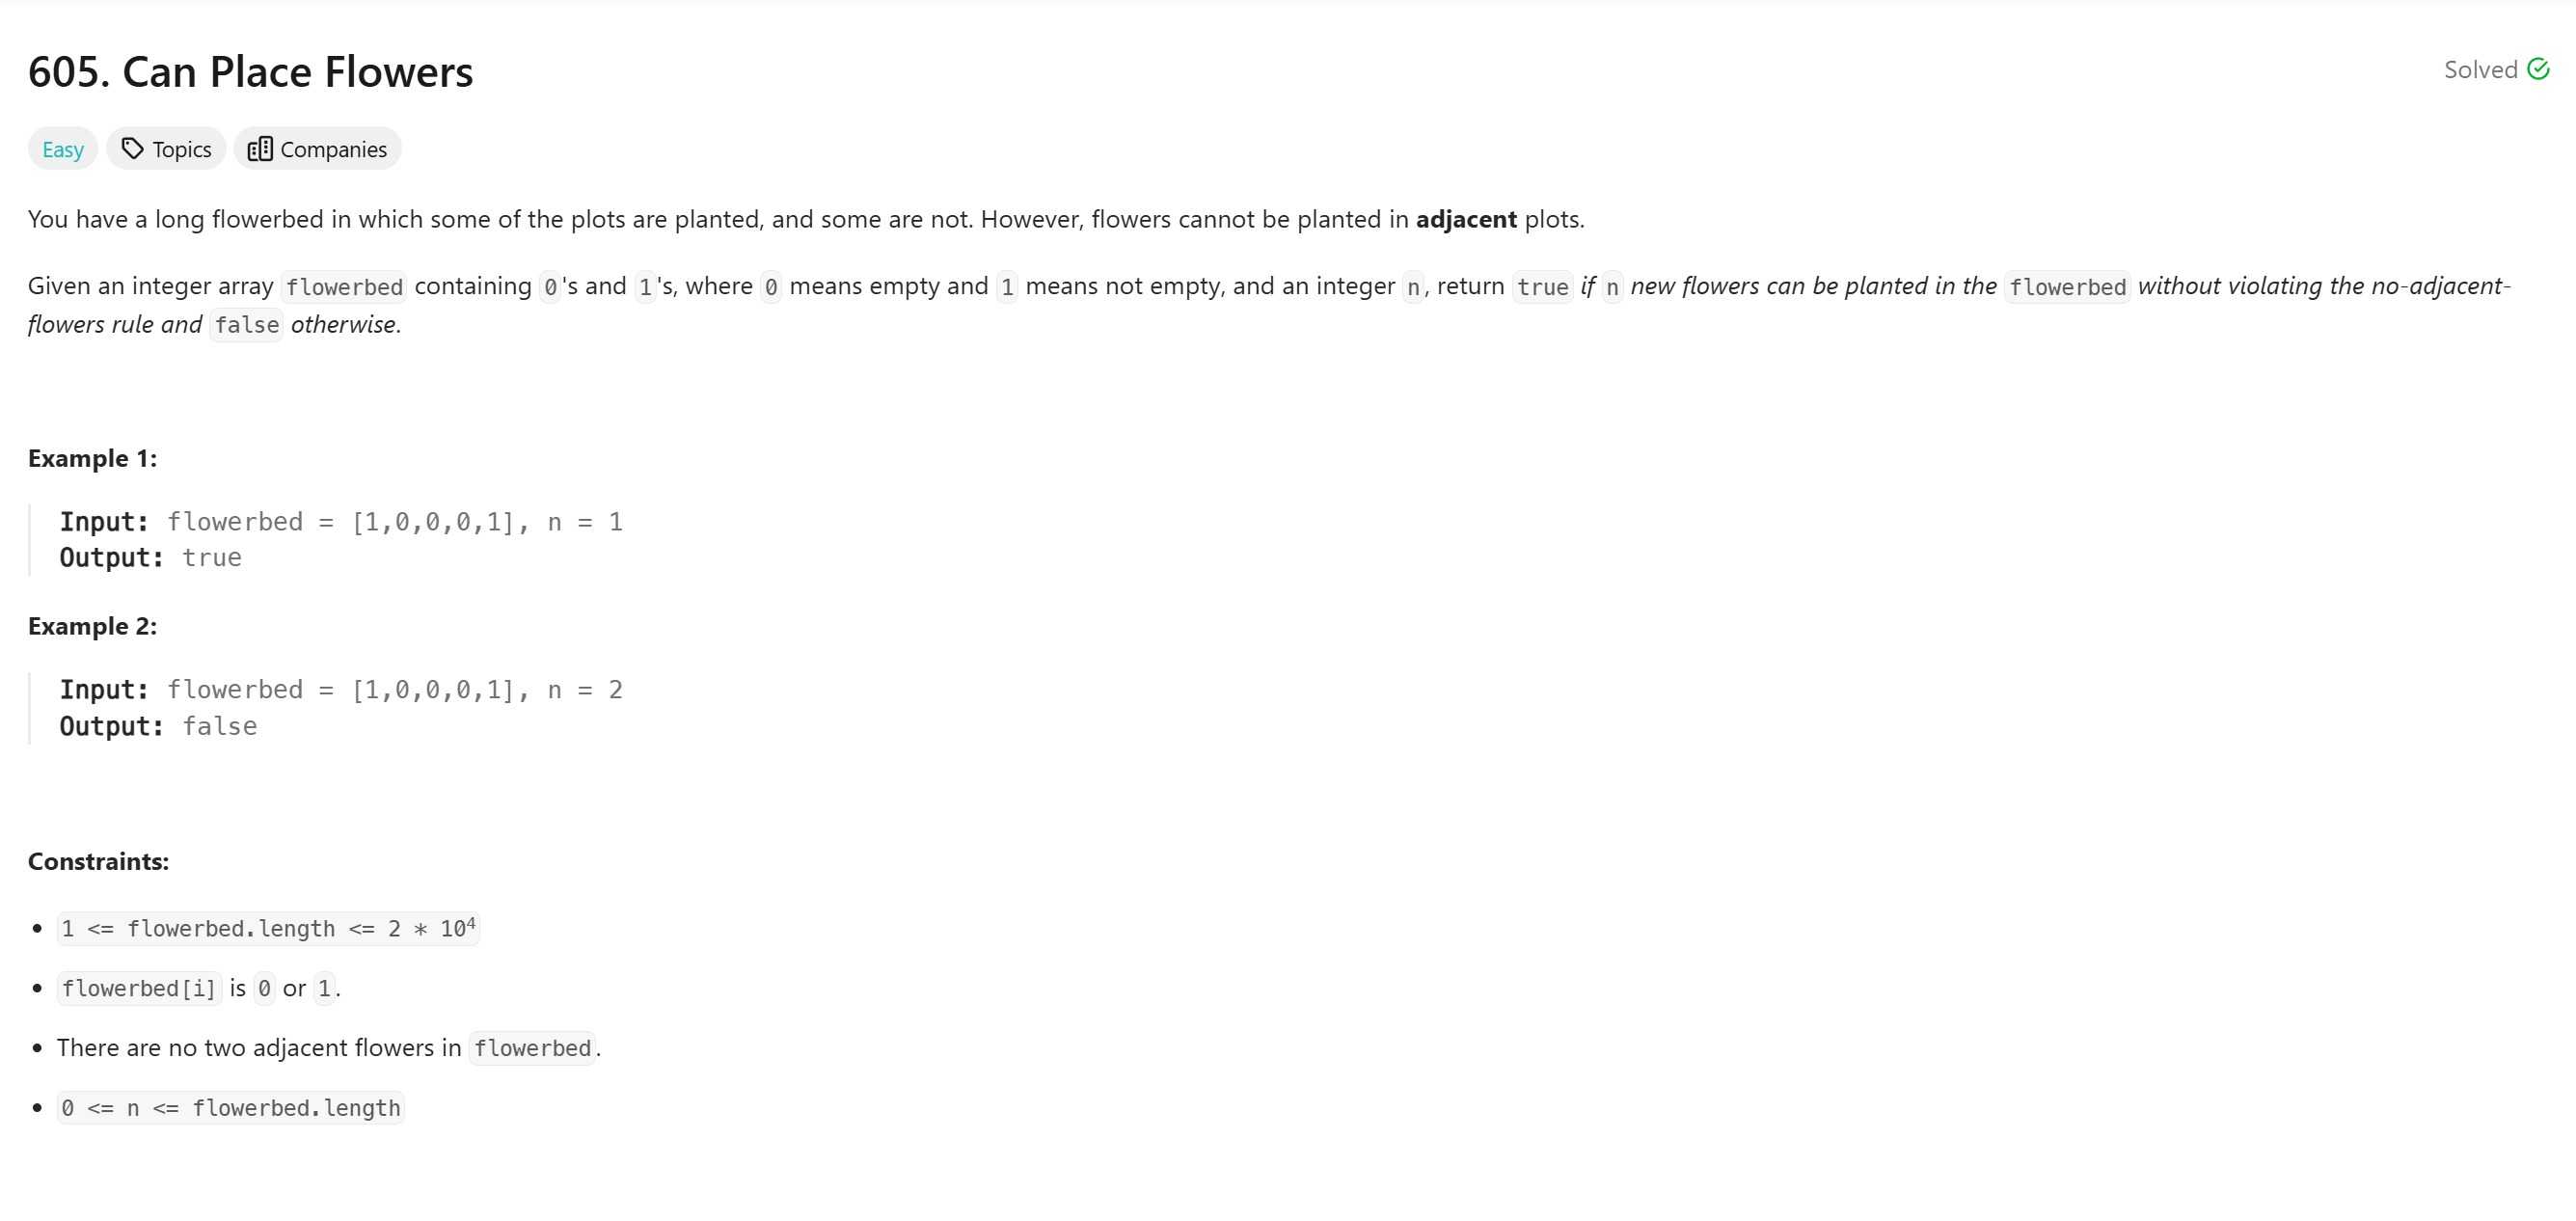 605. Can Place Flowers
Solved
Easy
Topics
Companies
You have a long flowerbed in which some of the plots are planted, and some are not. However, flowers cannot be planted in adjacent plots.
Given an integer array flowerbed containing 0's and 1's, where 0 means empty and 1 means not empty, and an integer n, return true if n new flowers can be planted in the flowerbed without violating the no-adjacent-
flowers rule and false otherwise.
Example 1:
Input: flowerbed = [1,0,0,0,1], n = 1
Output: true
Example 2:
Input: flowerbed = [1,0,0,0,1], n = 2
Output: false
Constraints:
1 <= flowerbed.length <= 2 * 10⁴
flowerbed[i] is 0 or 1.
There are no two adjacent flowers in flowerbed.
0 <= n <= flowerbed.length